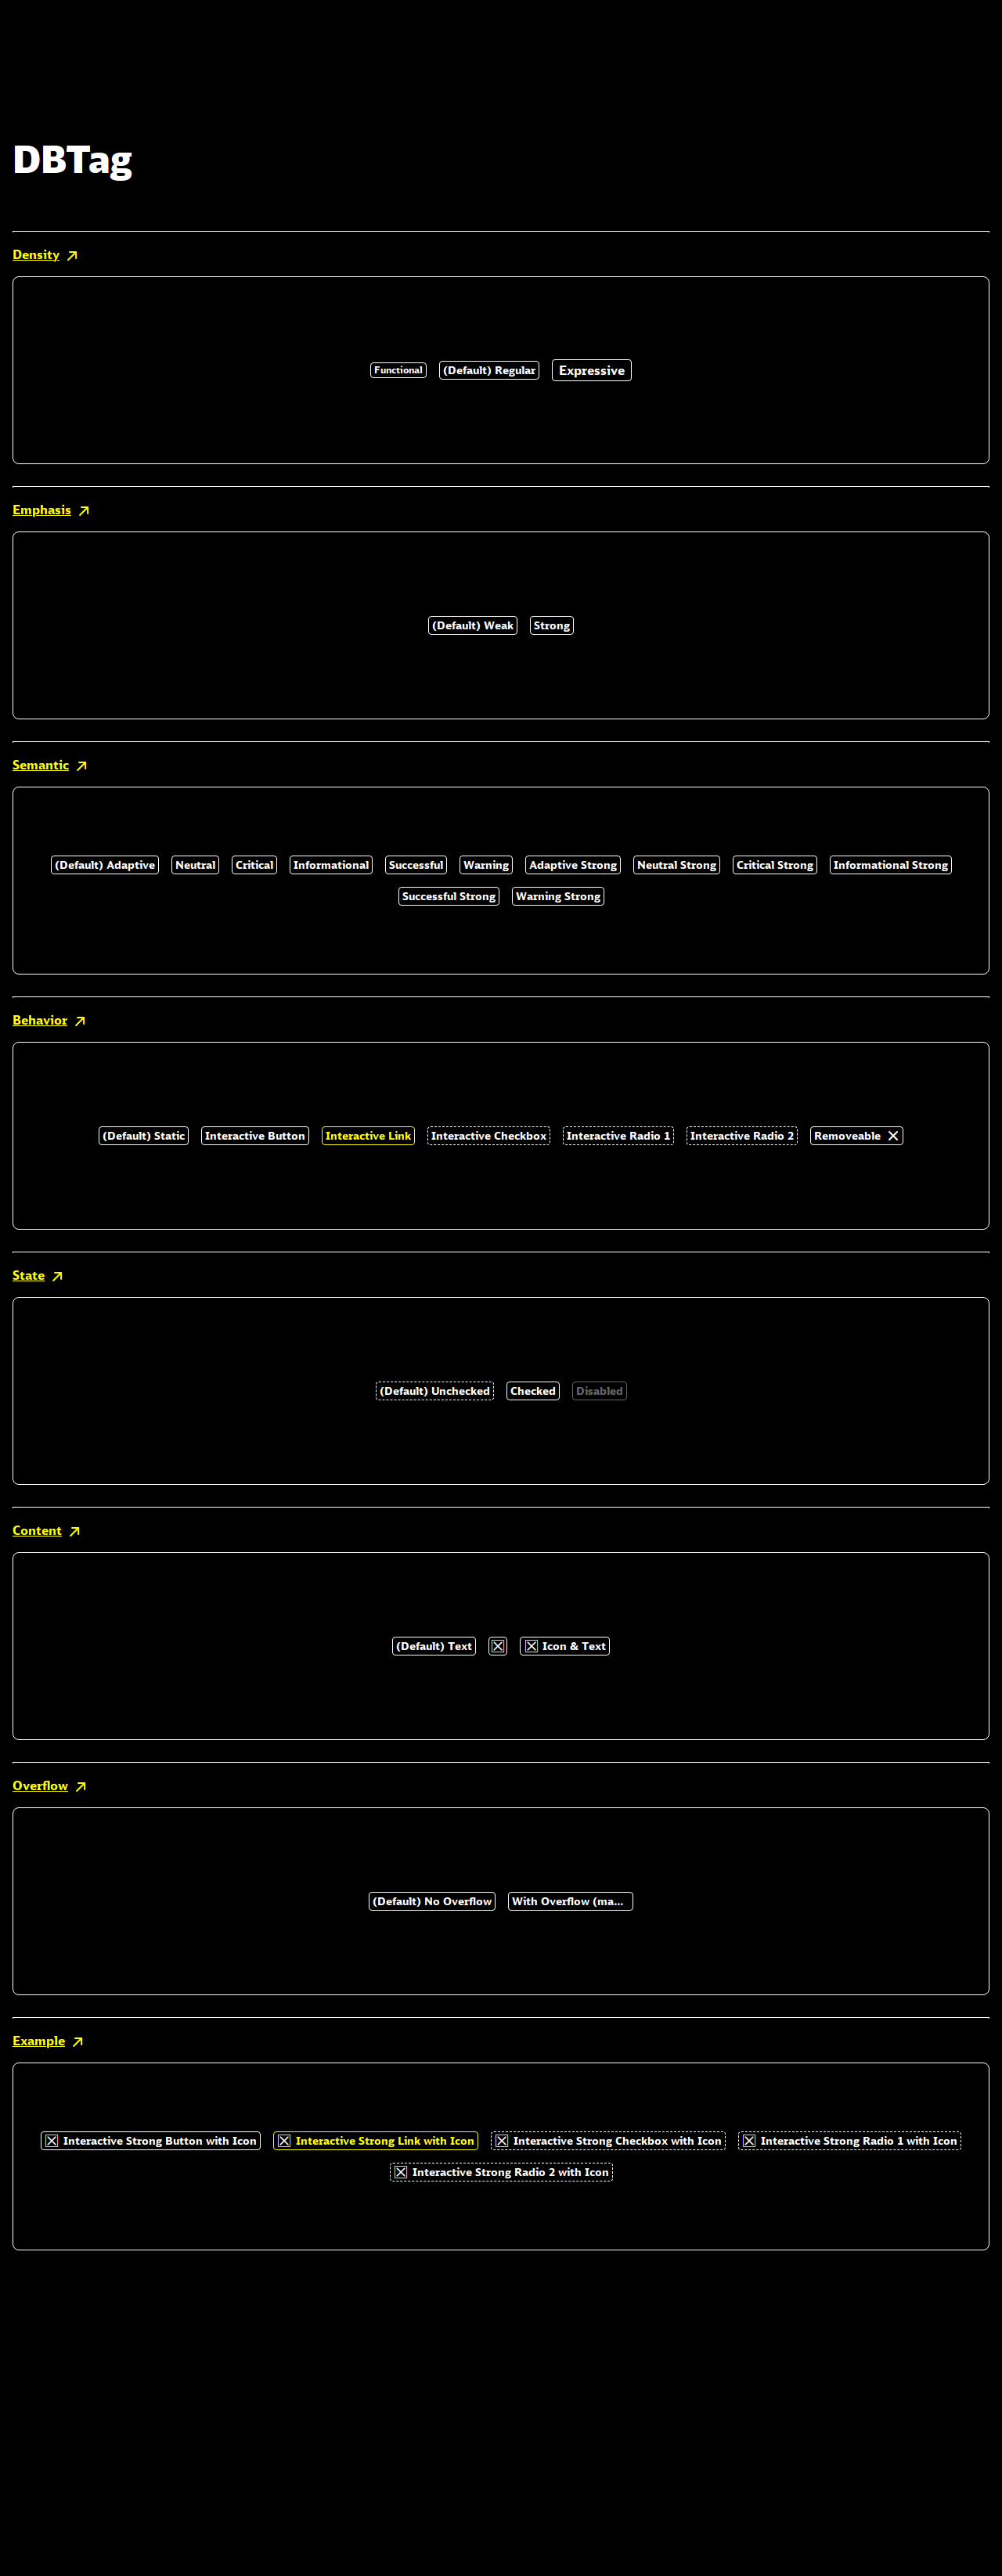 DBTag
Density
Functional (Default) Regular Expressive
Emphasis
(Default) Weak Strong
Semantic
(Default) Adaptive Neutral Critical Informational Successful Warning Adaptive Strong Neutral Strong Critical Strong Informational Strong
Successful Strong Warning Strong
Behavior
(Default) Static Interactive Button Interactive Link Interactive Checkbox Interactive Radio 1 Interactive Radio 2 Removeable
State
(Default) Unchecked Checked Disabled
Content
(Default) Text Icon & Text
Overflow
(Default) No Overflow With Overflow (ma...
Example
Interactive Strong Button with Icon Interactive Strong Link with Icon Interactive Strong Checkbox with Icon Interactive Strong Radio 1 with Icon
Interactive Strong Radio 2 with Icon